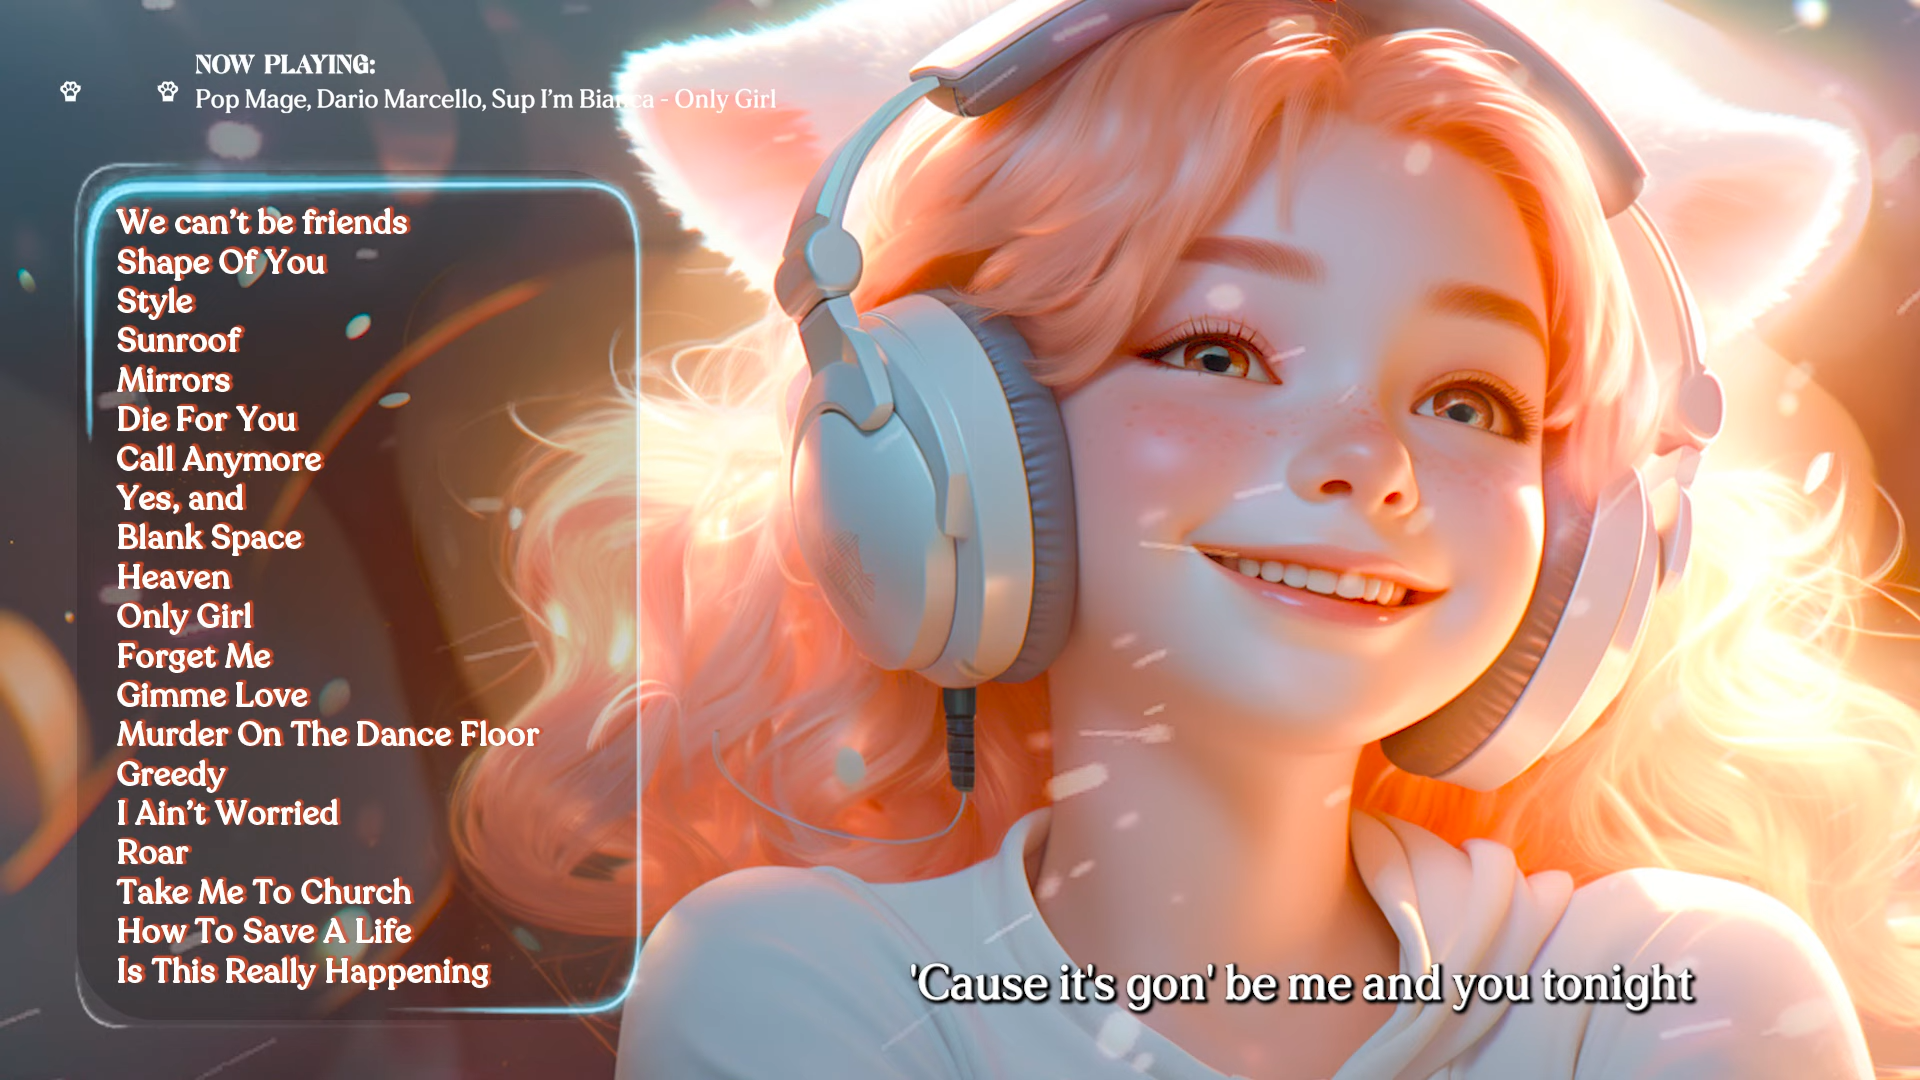 NOW PLAYING:
Pop Mage, Dario Marcello, Sup I'm Bianca - Only Girl
We can't be friends
Shape Of You
Style
Sunroof
Mirrors
Die For You
Call Anymore
Yes, and
Blank Space
Heaven
Only Girl
Forget Me
Gimme Love
Murder On The Dance Floor
Greedy
I Ain't Worried
Roar
Take Me To Church
How To Save A Life
Is This Really Happening
'Cause it's gon' be me and you tonight